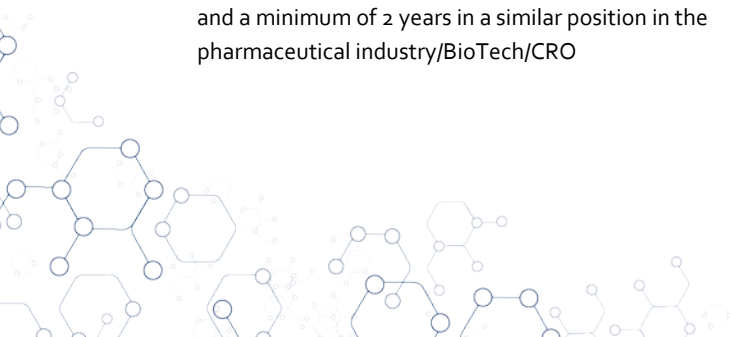 and a minimum of 2 years in a similar position in the
pharmaceutical industry/BioTech/CRO